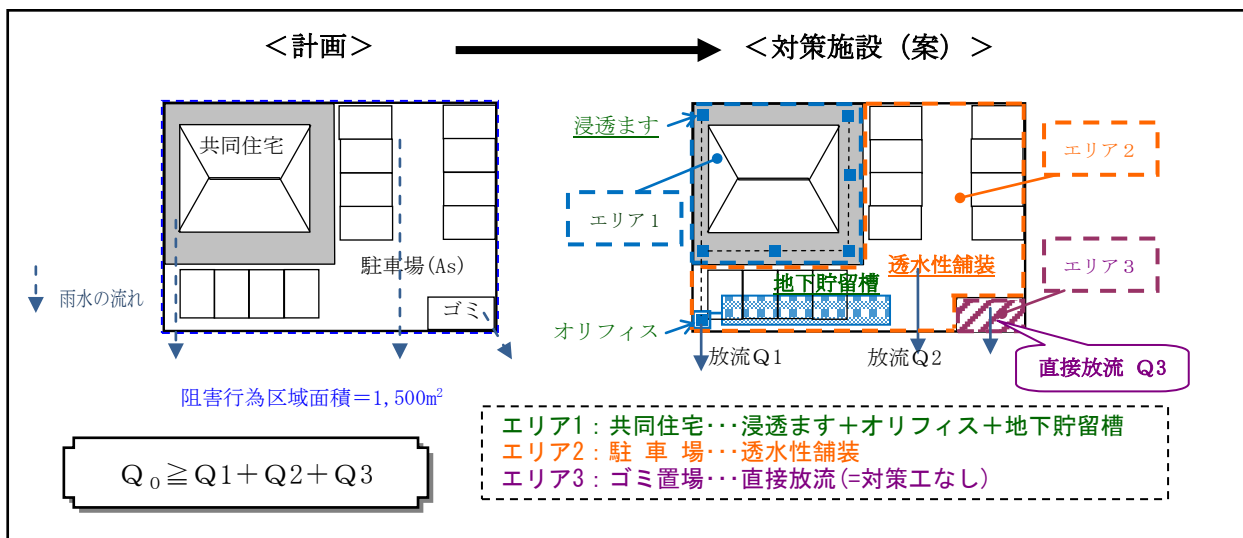 ＜計画＞
＜対策施設（案）＞
共同住宅
駐車場(As)
ゴミ
雨水の流れ
阻害行為区域面積＝1,500m²
Q₀≧Q1＋Q2＋Q3
浸透ます
エリア1
エリア2
エリア3
透水性舗装
地下貯留槽
オリフィス
放流Q1
放流Q2
直接放流 Q3
エリア1：共同住宅･･･浸透ます＋オリフィス＋地下貯留槽
エリア2：駐 車 場･･･透水性舗装
エリア3：ゴミ置場･･･直接放流(=対策工なし)